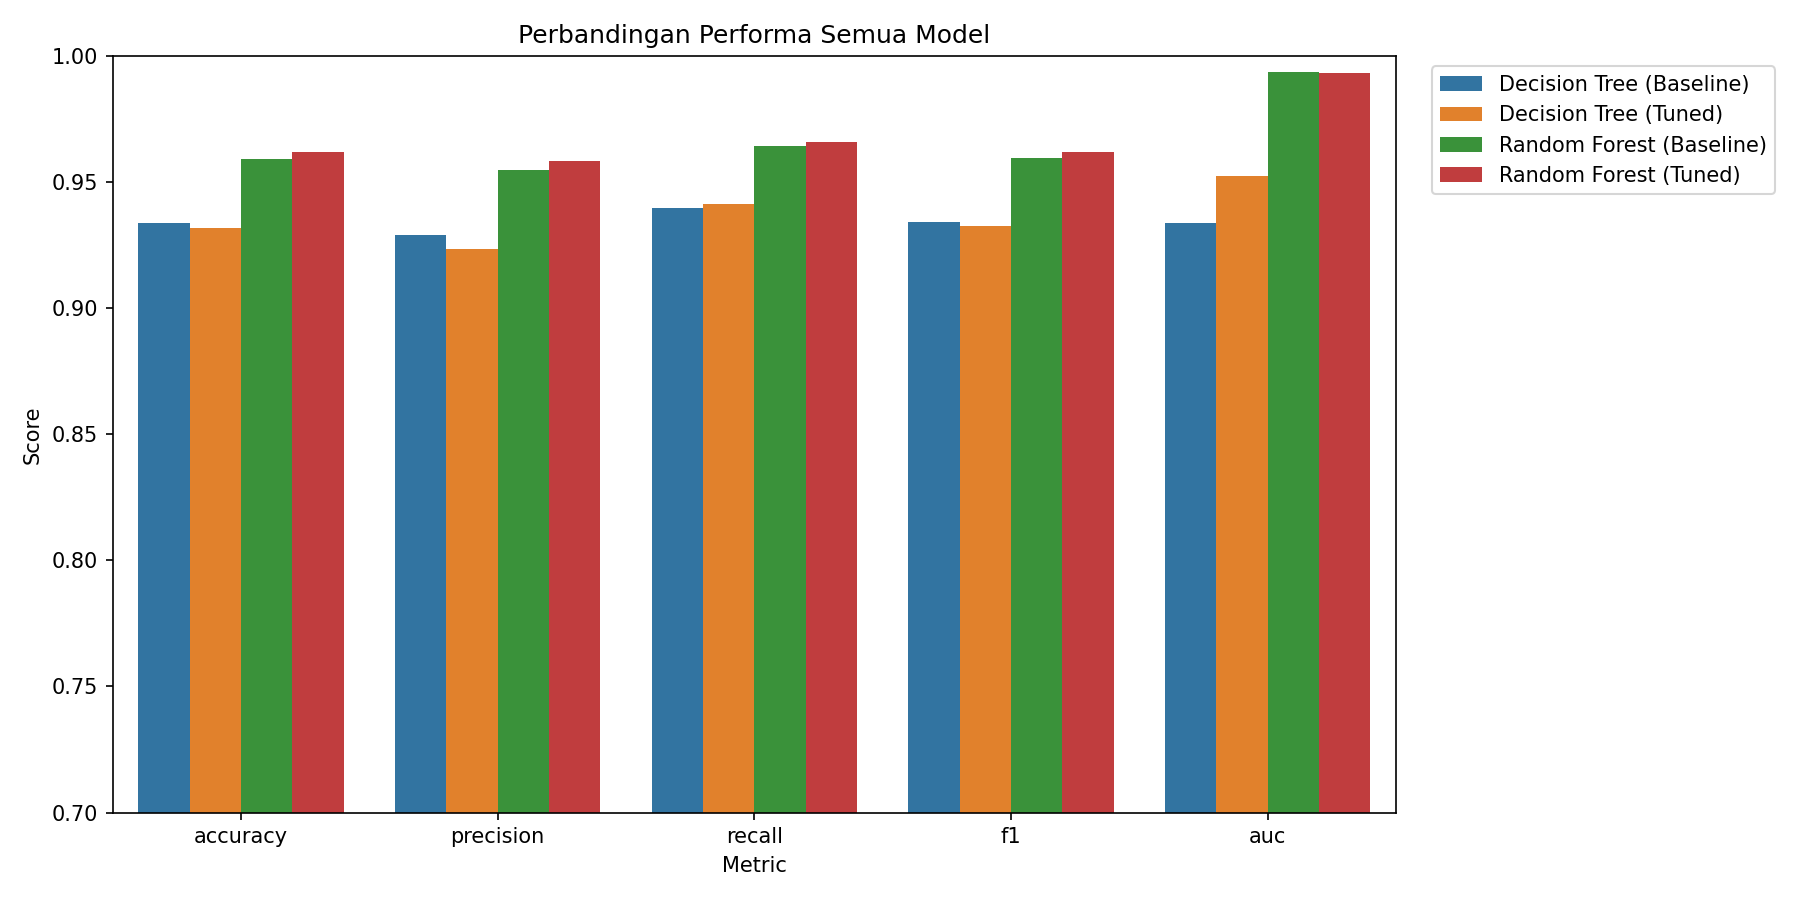 Perbandingan Performa Semua Model
1.00
0.95
0.90
0.85
0.80
0.75
0.70
Score
accuracy
precision
recall
f1
auc
Metric
Decision Tree (Baseline)
Decision Tree (Tuned)
Random Forest (Baseline)
Random Forest (Tuned)